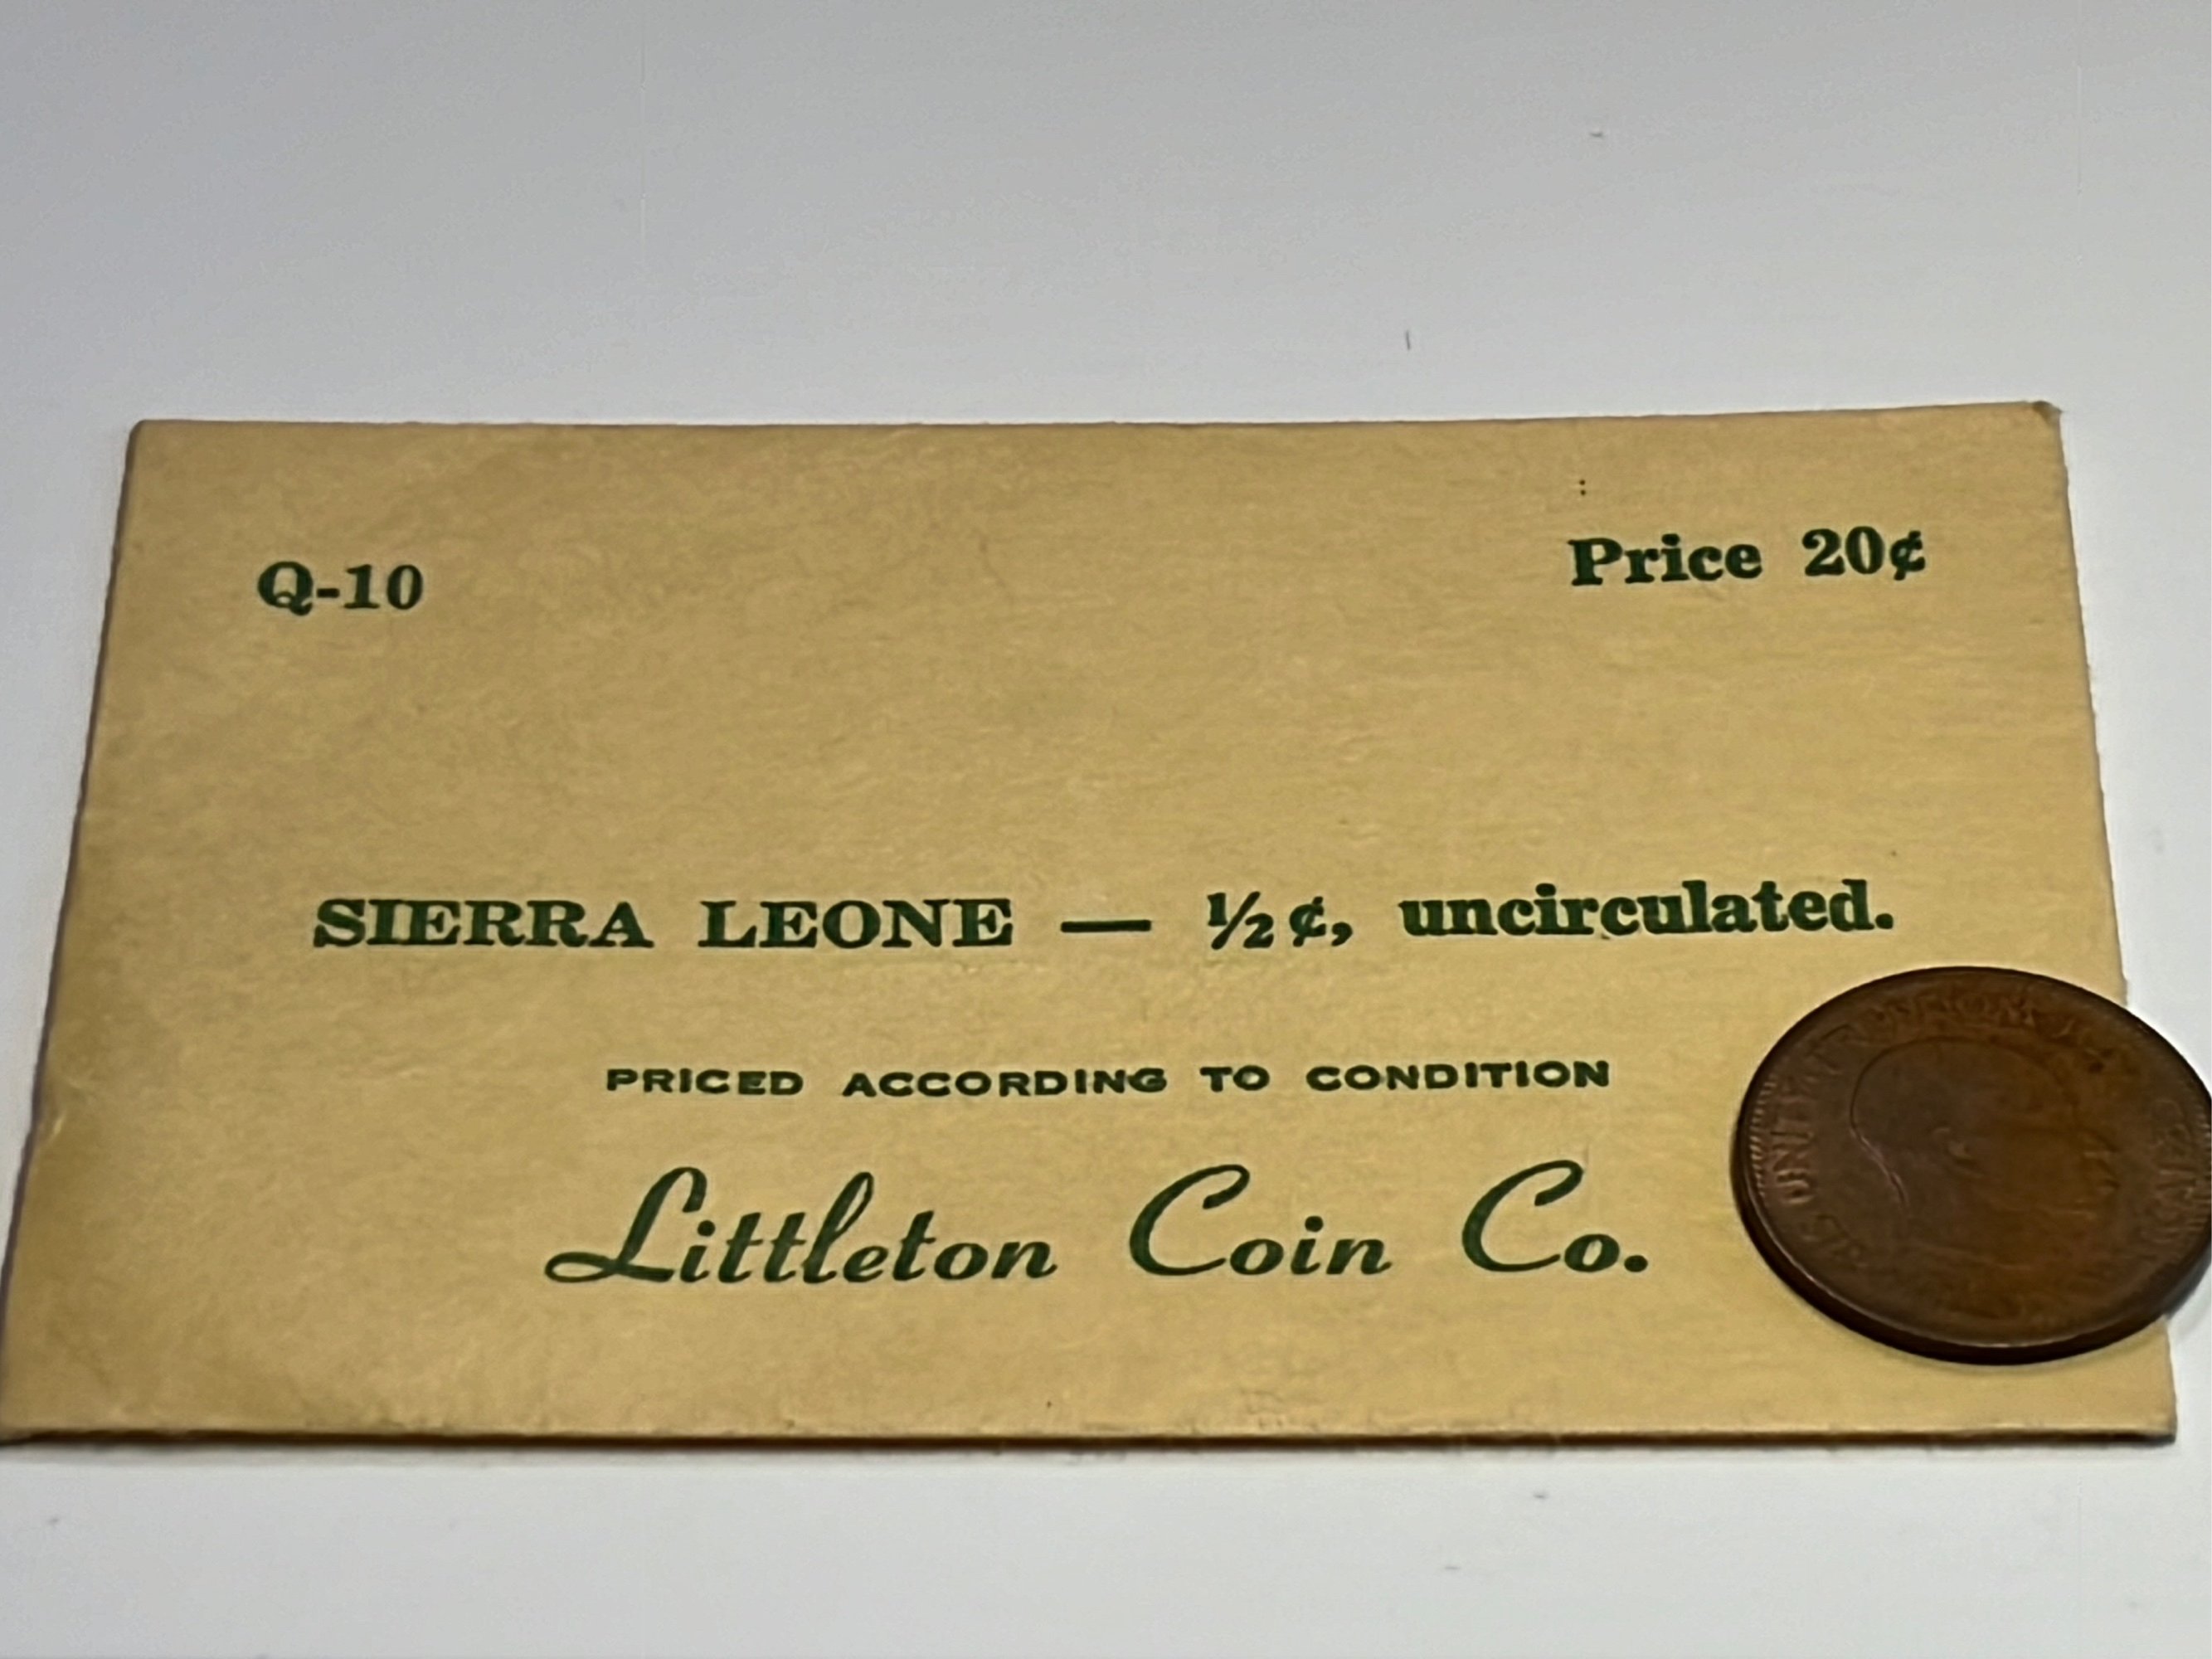 Q-10 Price 20¢
SIERRA LEONE — ½¢, uncirculated.
PRICED ACCORDING TO CONDITION
Littleton Coin Co.